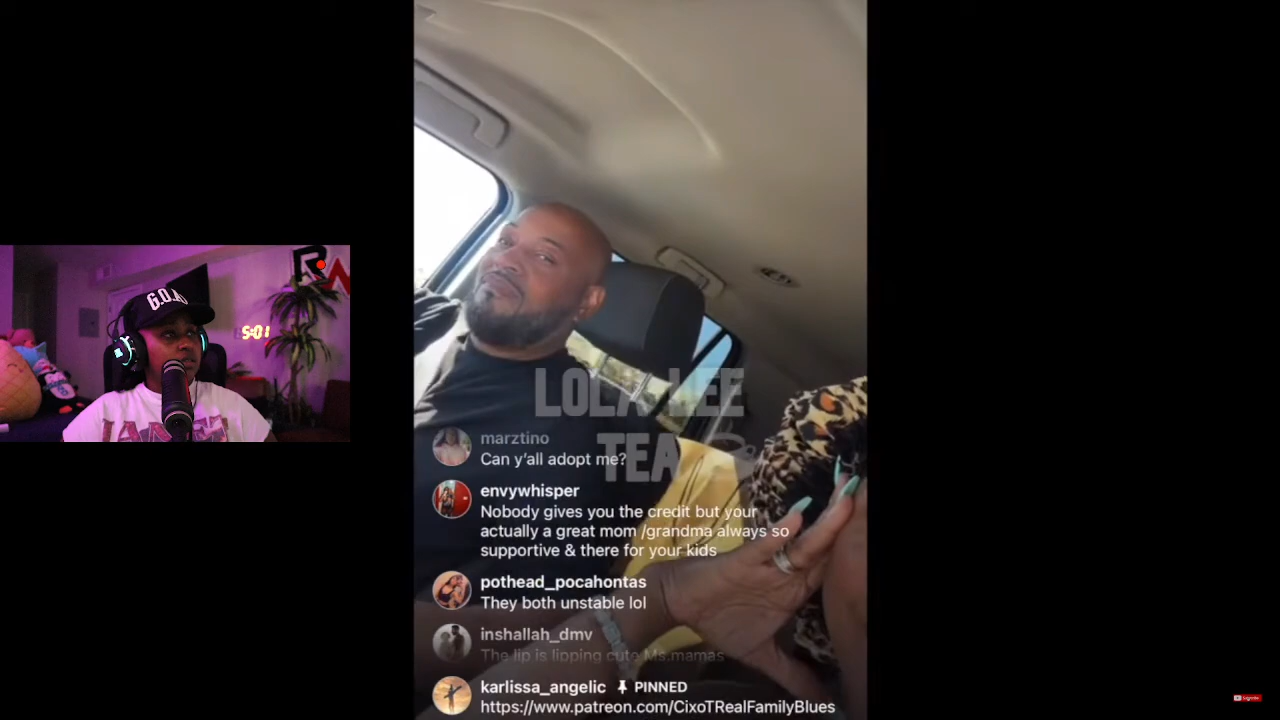 G.O.A
5:01
LOLA LEE
TEA
marztino
Can y'all adopt me?
envywhisper
Nobody gives you the credit but your
actually a great mom /grandma always so
supportive & there for your kids
pothead_pocahontas
They both unstable lol
inshallah_dmv
The lip is lipping cute Ms.mamas
karlissa_angelic PINNED
https://www.patreon.com/CixoTRealFamilyBlues